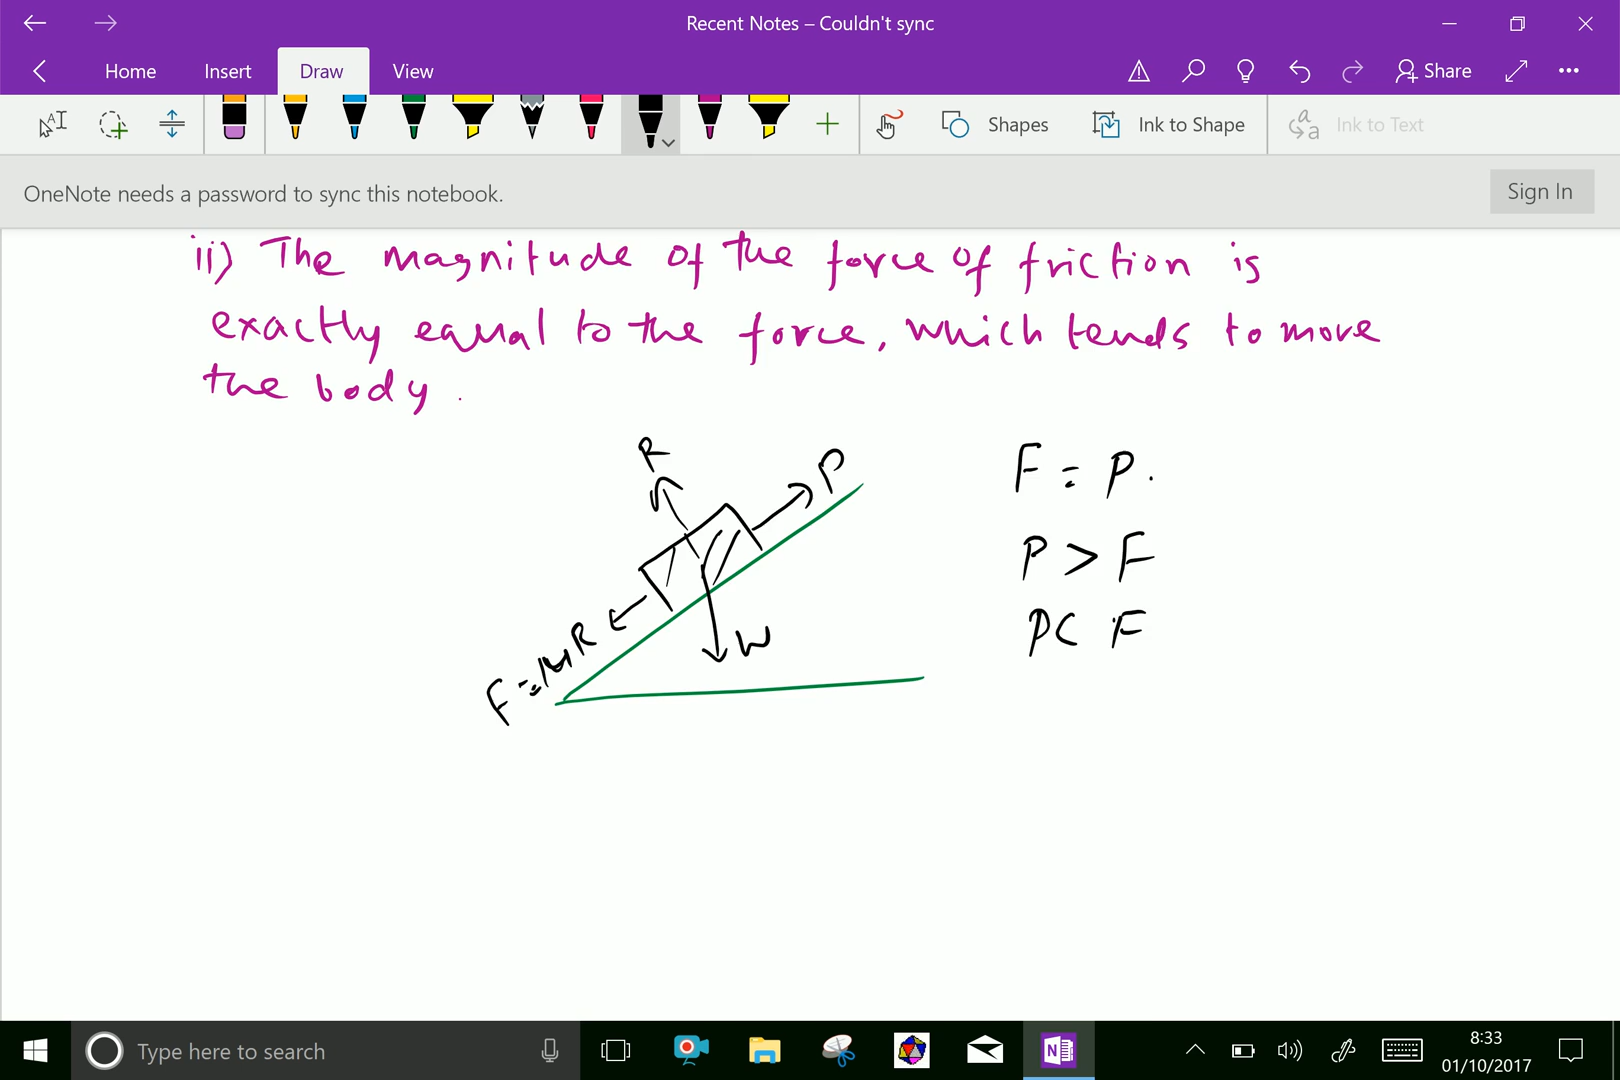 Recent Notes – Couldn't sync
Home Insert Draw View Share
Shapes Ink to Shape Ink to Text
OneNote needs a password to sync this notebook. Sign In
ii) The magnitude of the force of friction is
exactly equal to the force, which tends to move
the body.
R
P
F = P.
P > F
P < F
W
F = μR
Type here to search
8:33
01/10/2017